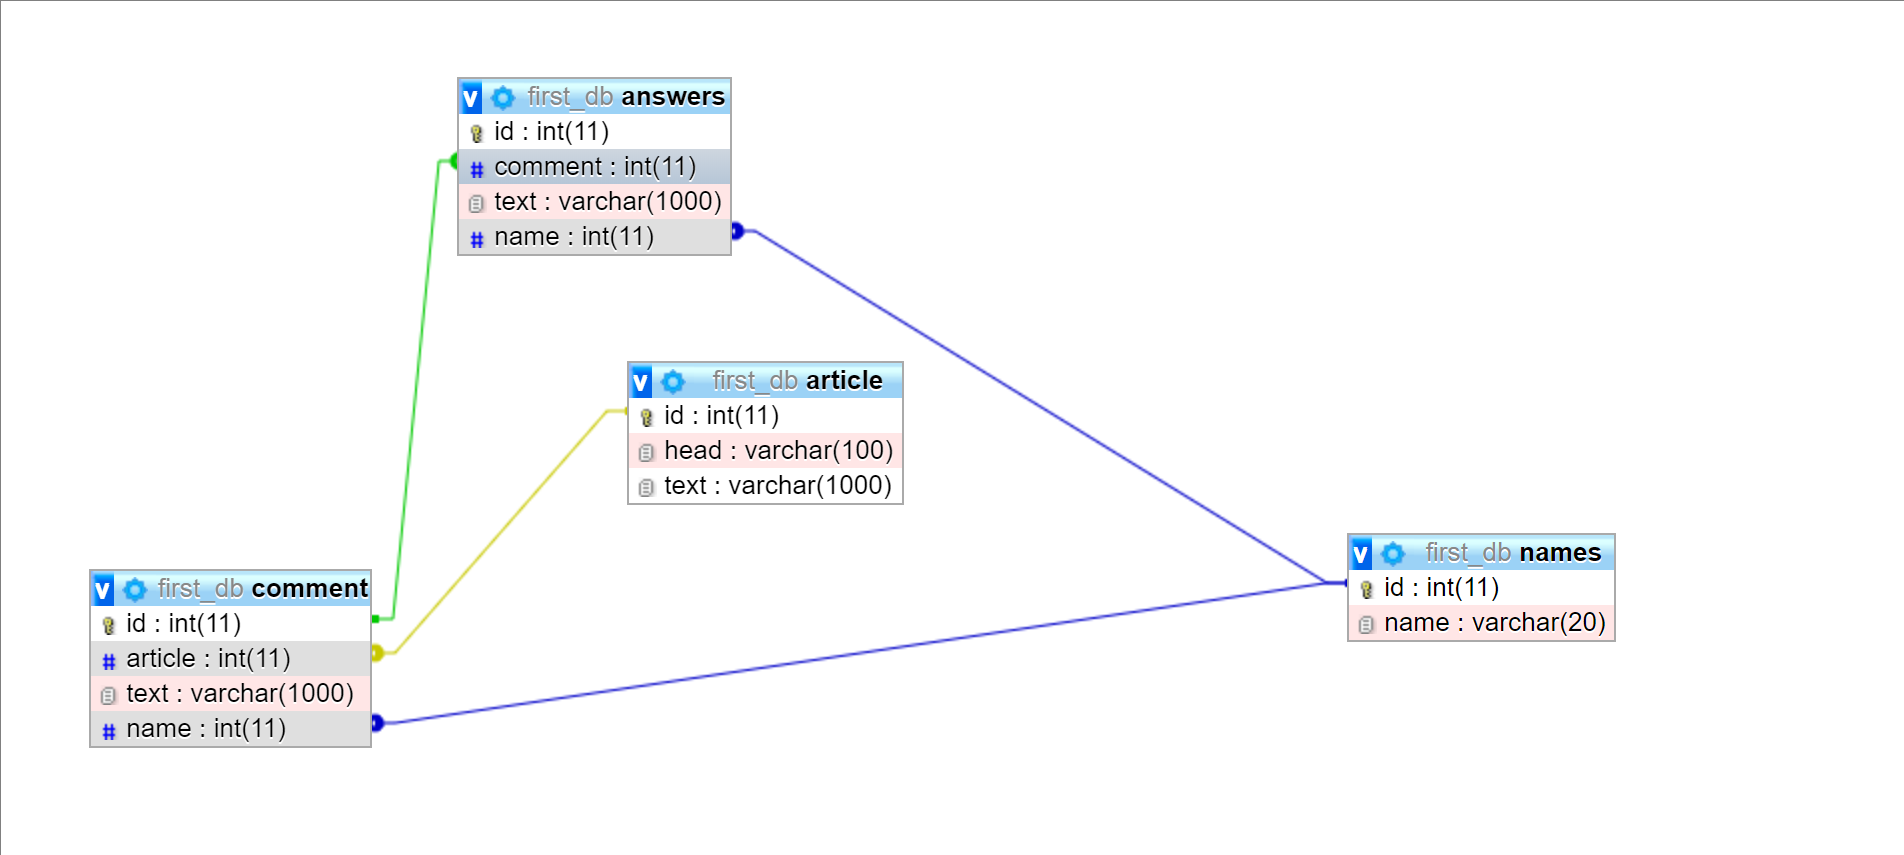 v first_db answers
id : int(11)
# comment : int(11)
text : varchar(1000)
# name : int(11)
v first_db article
id : int(11)
head : varchar(100)
text : varchar(1000)
v first_db names
id : int(11)
name : varchar(20)
v first_db comment
id : int(11)
# article : int(11)
text : varchar(1000)
# name : int(11)